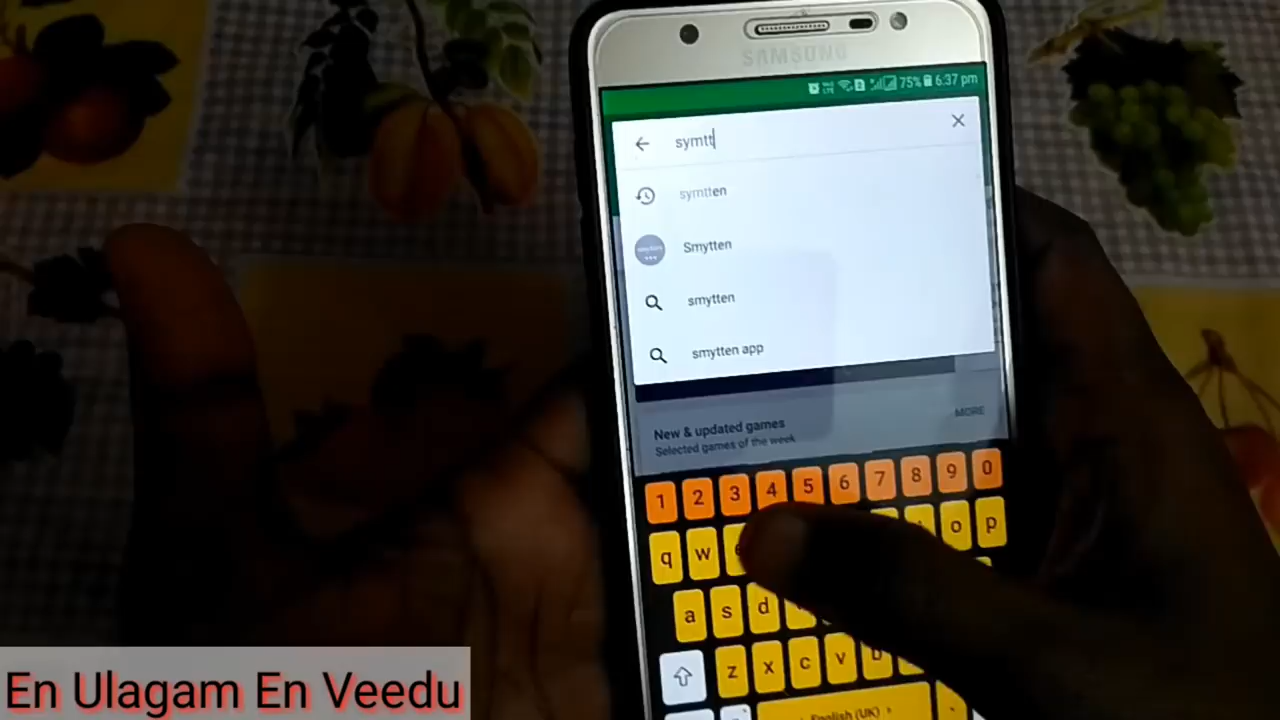 SAMSUNG
75% 6:37 pm
symtt
symtten
Smytten
smytten
smytten app
New & updated games
MORE
Selected games of the week
1 2 3 4 5 6 7 8 9 0
q w o p
a s d
z x c v b
English (UK)
En Ulagam En Veedu